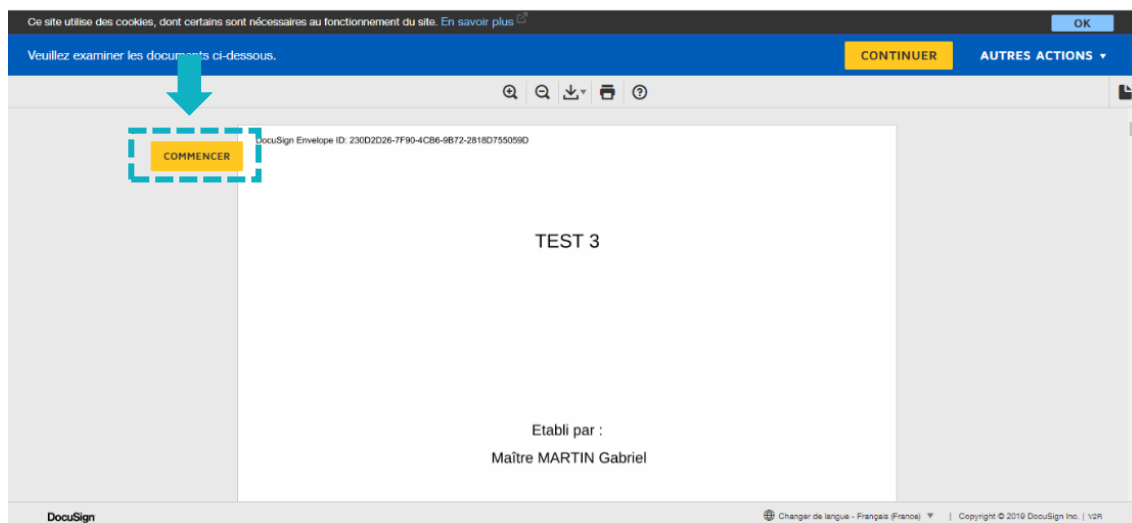 Ce site utilise des cookies, dont certains sont nécessaires au fonctionnement du site. En savoir plus
OK
Veuillez examiner les documents ci-dessous.
CONTINUER
AUTRES ACTIONS
COMMENCER
DocuSign Envelope ID: 230D2D26-7F90-4CB6-9B72-2818D755059D
TEST 3
Etabli par :
Maître MARTIN Gabriel
DocuSign
Changer de langue - Français (France) | Copyright © 2019 DocuSign Inc. | V2R